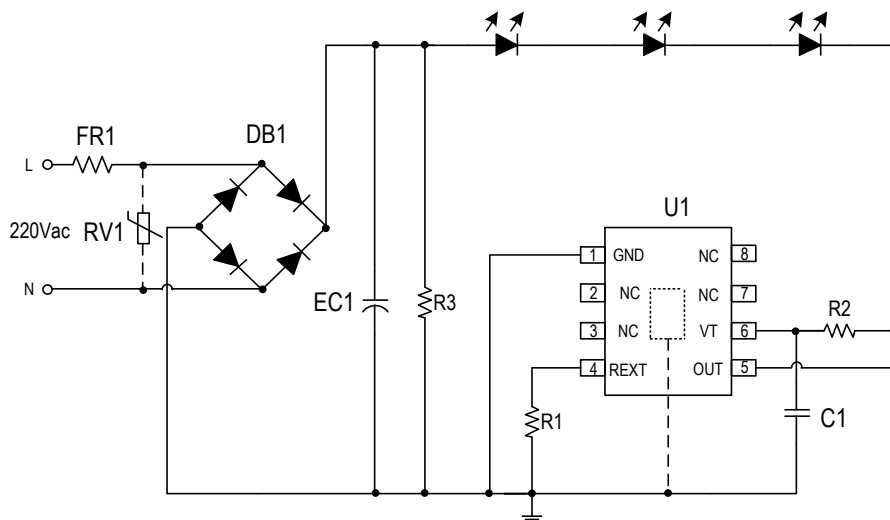 FR1
DB1
L
220Vac
RV1
N
EC1
R3
U1
1 GND NC 8
2 NC NC 7
3 NC VT 6
4 REXT OUT 5
R2
R1
C1